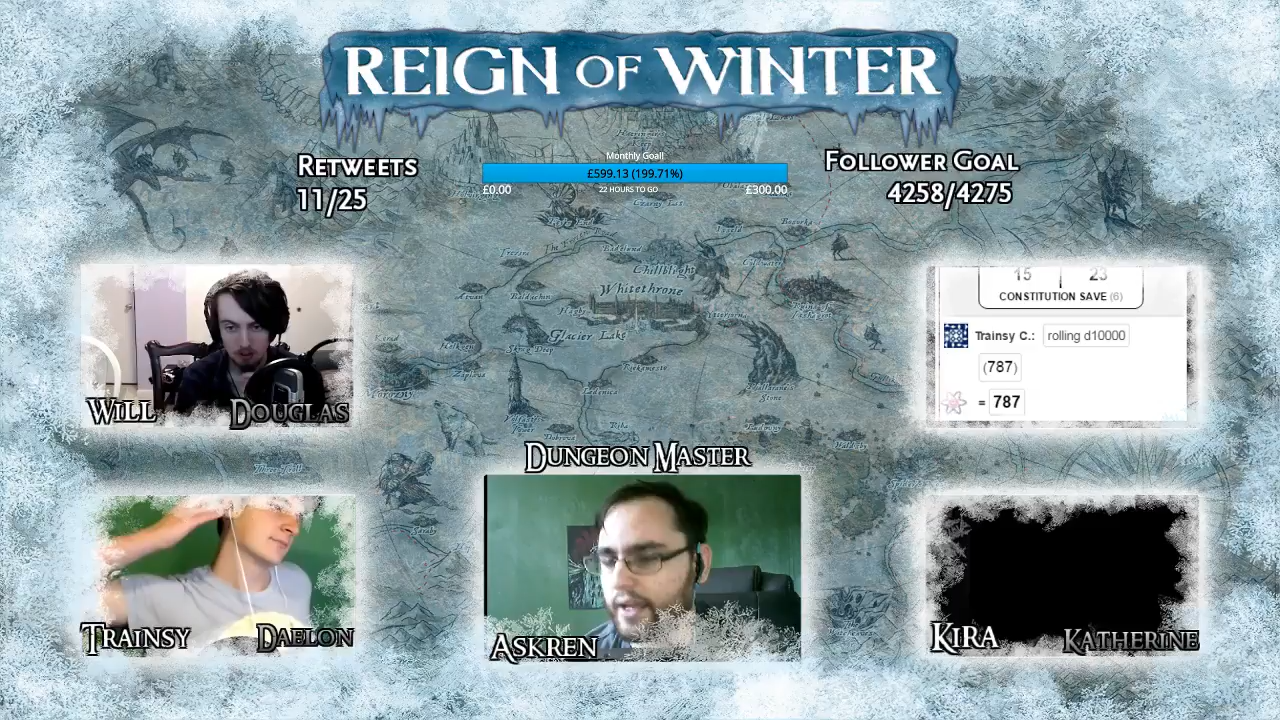 REIGN OF WINTER
RETWEETS
11/25
Monthly Goal!
£599.13 (199.71%)
£0.00
22 HOURS TO GO
£300.00
FOLLOWER GOAL
4258/4275
Chillblight
Whitethrone
Glacier Lake
WILL
DOUGLAS
15 | 23
CONSTITUTION SAVE (6)
Trainsy C.: rolling d10000
(787)
= 787
DUNGEON MASTER
TRAINSY
DAELON
ASKREN
KIRA
KATHERINE